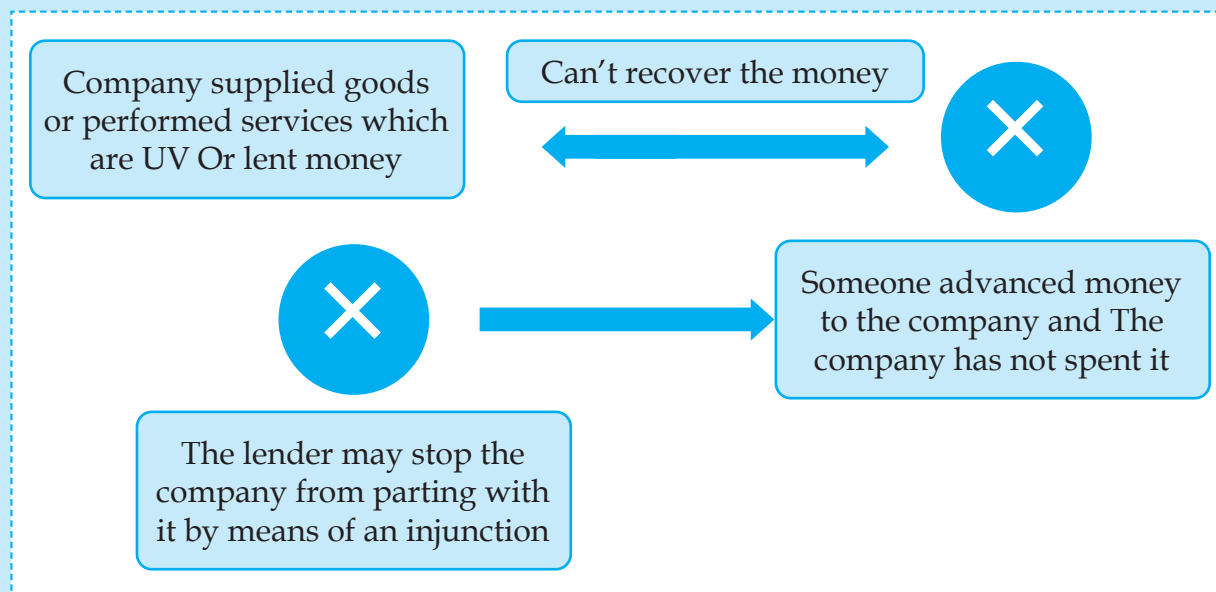 Company supplied goods
or performed services which
are UV Or lent money
Can’t recover the money
Someone advanced money
to the company and The
company has not spent it
The lender may stop the
company from parting with
it by means of an injunction